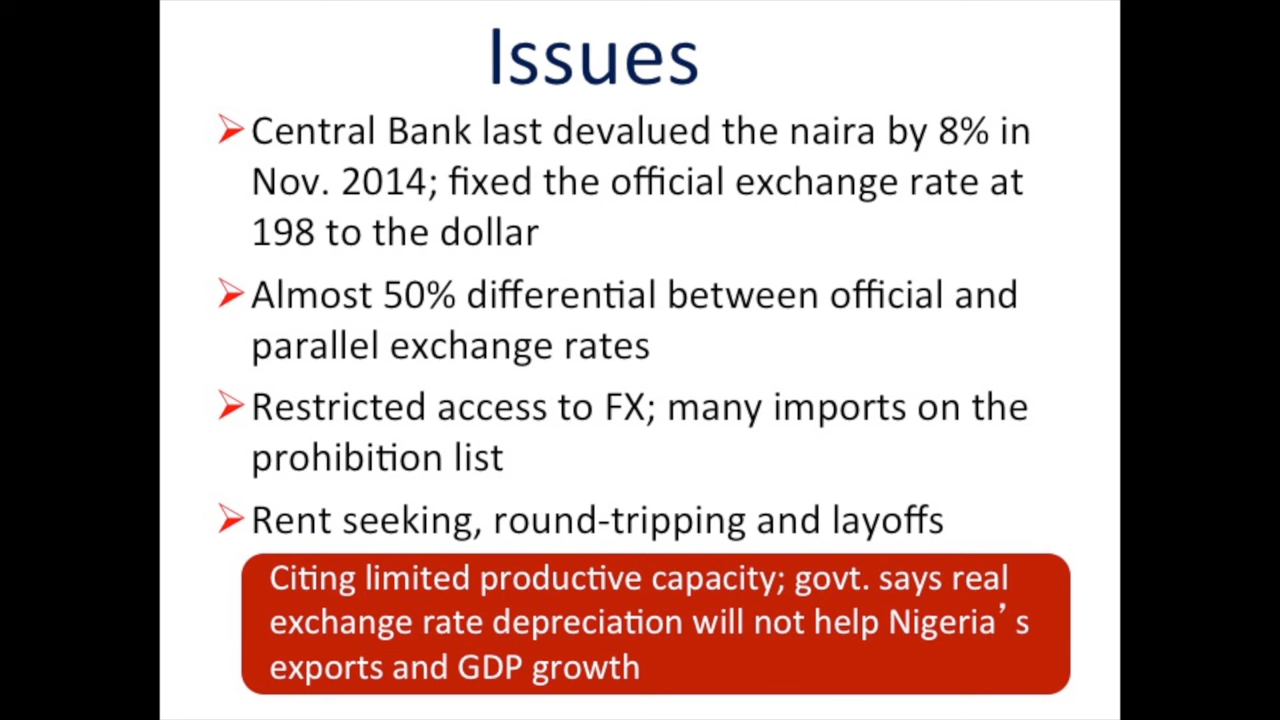 Issues
Central Bank last devalued the naira by 8% in
Nov. 2014; fixed the official exchange rate at
198 to the dollar
Almost 50% differential between official and
parallel exchange rates
Restricted access to FX; many imports on the
prohibition list
Rent seeking, round-tripping and layoffs
Citing limited productive capacity; govt. says real
exchange rate depreciation will not help Nigeria’s
exports and GDP growth